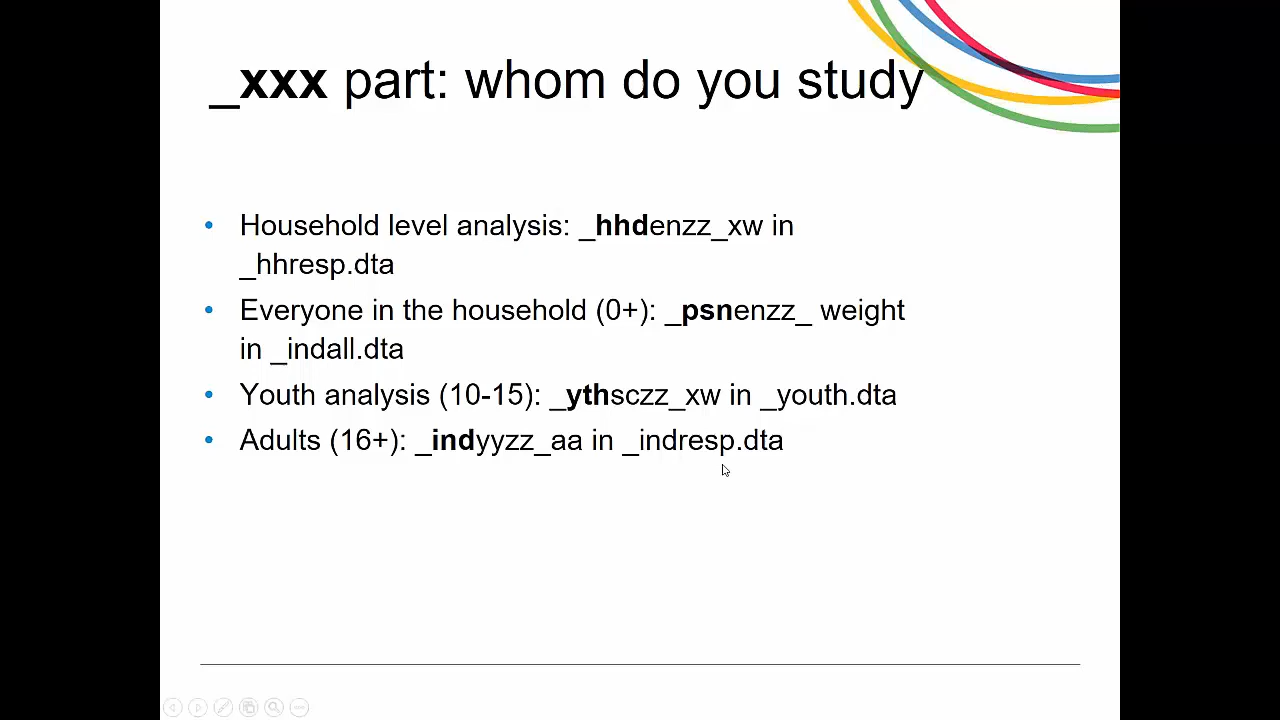 _xxx part: whom do you study
• Household level analysis: _hhdenzz_xw in
_hhresp.dta
• Everyone in the household (0+): _psnenzz_ weight
in _indall.dta
• Youth analysis (10-15): _ythsczz_xw in _youth.dta
• Adults (16+): _indyyzz_aa in _indresp.dta